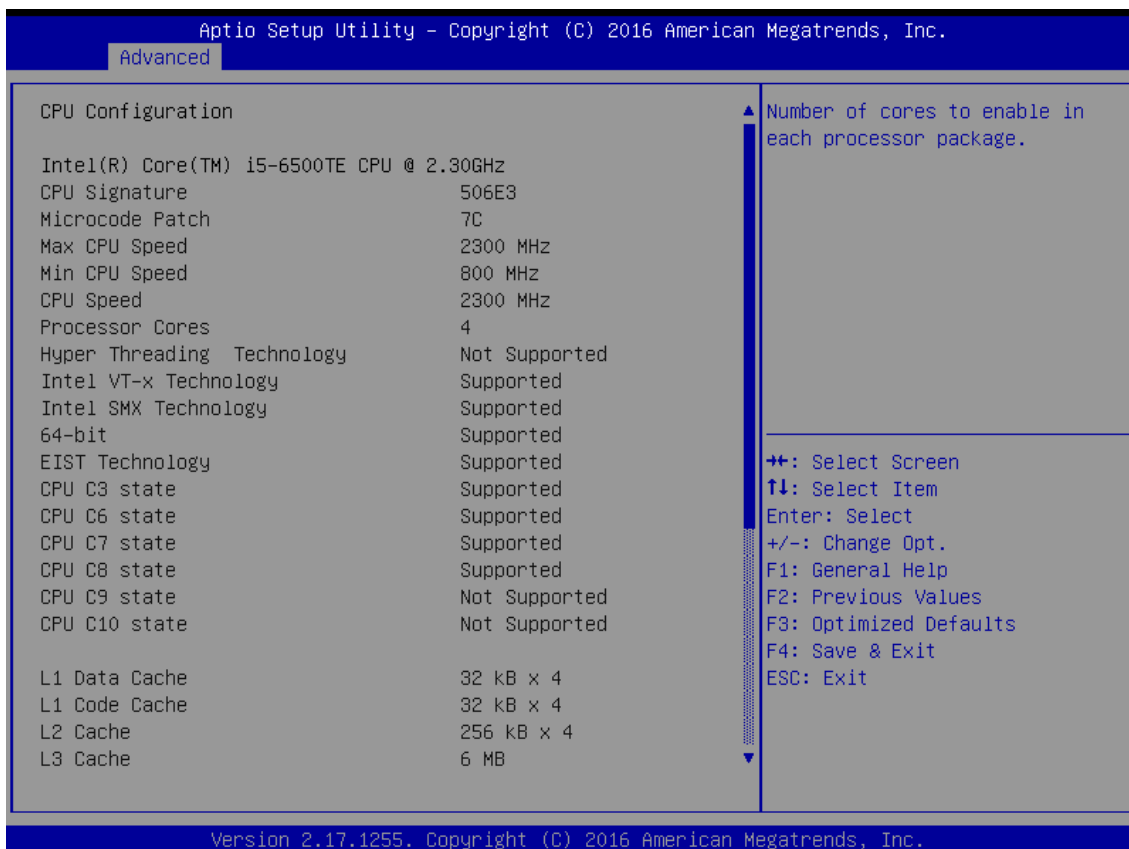 Aptio Setup Utility – Copyright (C) 2016 American Megatrends, Inc.
Advanced
CPU Configuration
Intel(R) Core(TM) i5-6500TE CPU @ 2.30GHz
CPU Signature 506E3
Microcode Patch 7C
Max CPU Speed 2300 MHz
Min CPU Speed 800 MHz
CPU Speed 2300 MHz
Processor Cores 4
Hyper Threading  Technology Not Supported
Intel VT-x Technology Supported
Intel SMX Technology Supported
64-bit Supported
EIST Technology Supported
CPU C3 state Supported
CPU C6 state Supported
CPU C7 state Supported
CPU C8 state Supported
CPU C9 state Not Supported
CPU C10 state Not Supported
L1 Data Cache 32 kB x 4
L1 Code Cache 32 kB x 4
L2 Cache 256 kB x 4
L3 Cache 6 MB
Number of cores to enable in
each processor package.
→←: Select Screen
↑↓: Select Item
Enter: Select
+/-: Change Opt.
F1: General Help
F2: Previous Values
F3: Optimized Defaults
F4: Save & Exit
ESC: Exit
Version 2.17.1255. Copyright (C) 2016 American Megatrends, Inc.